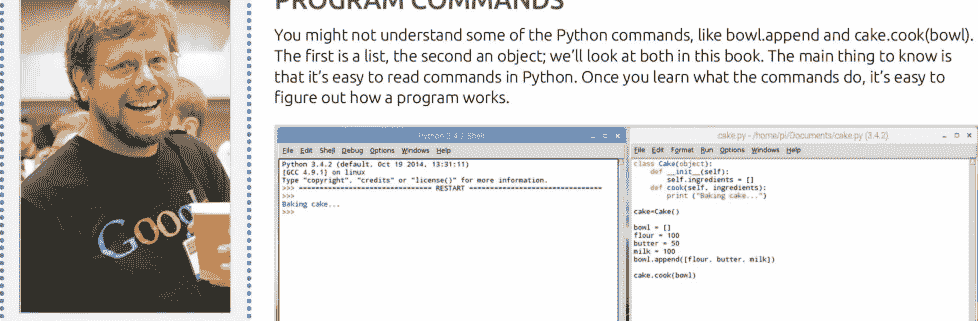 PROGRAM COMMANDS
You might not understand some of the Python commands, like bowl.append and cake.cook(bowl).
The first is a list, the second an object; we'll look at both in this book. The main thing to know is
that it's easy to read commands in Python. Once you learn what the commands do, it's easy to
figure out how a program works.
Google
Python 3.4.2 Shell
File Edit Shell Debug Options Windows Help
Python 3.4.2 (default, Oct 19 2014, 13:31:11)
[GCC 4.9.1] on linux
Type "copyright", "credits" or "license()" for more information.
>>> ================================ RESTART ================================
>>>
Baking cake...
>>>
cake.py - /home/pi/Documents/cake.py (3.4.2)
File Edit Format Run Options Windows Help
class Cake(object):
    def __init__(self):
        self.ingredients = []
    def cook(self, ingredients):
        print ("Baking cake...")
cake=Cake()
bowl = []
flour = 100
butter = 50
milk = 100
bowl.append([flour, butter, milk])
cake.cook(bowl)